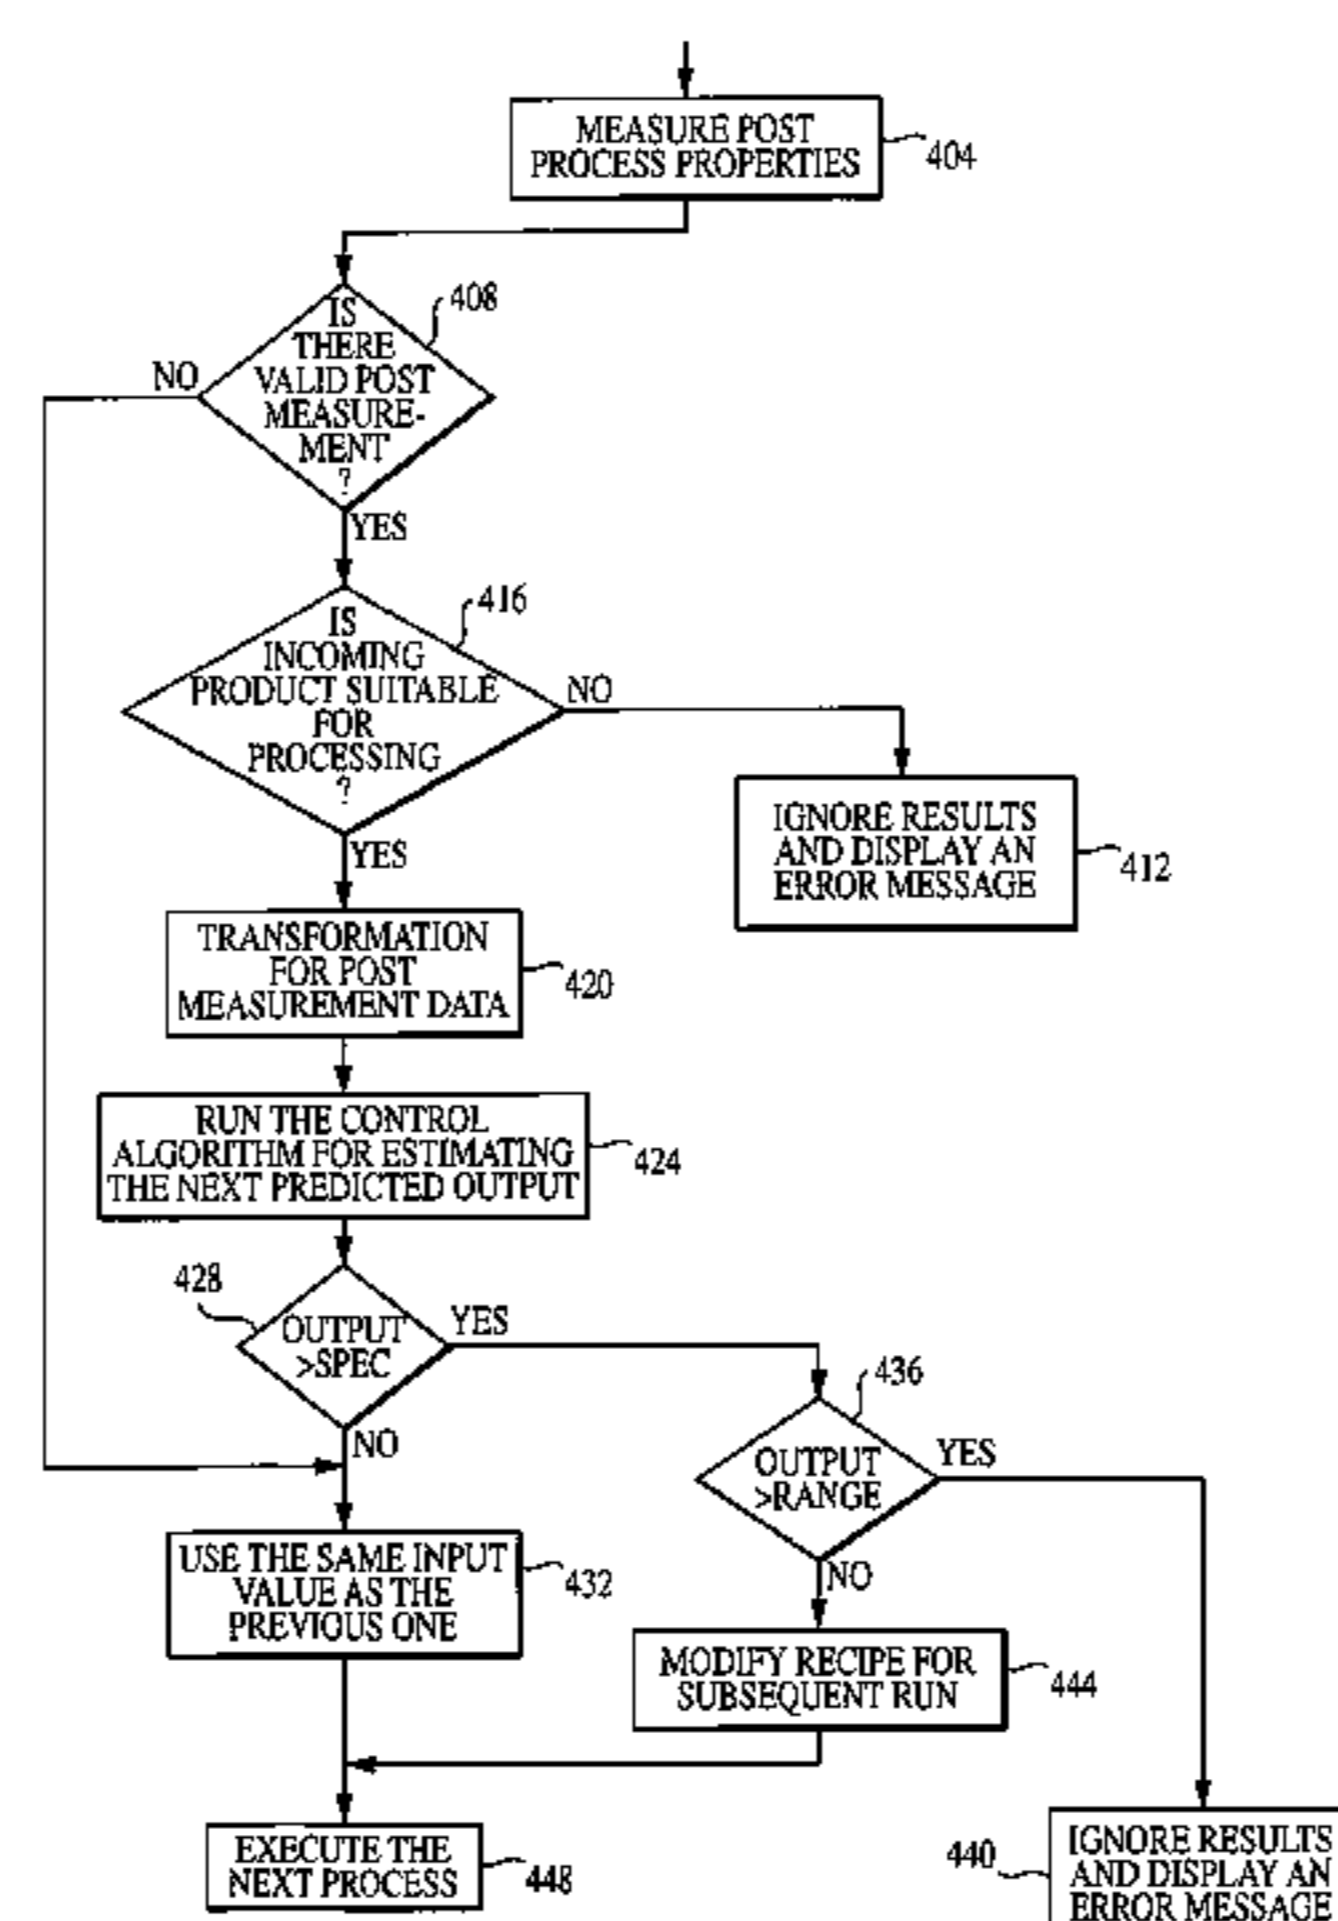 MEASURE POST
PROCESS PROPERTIES
404
IS
THERE
VALID POST
MEASURE-
MENT
?
408
NO
YES
IS
INCOMING
PRODUCT SUITABLE
FOR
PROCESSING
?
416
NO
YES
IGNORE RESULTS
AND DISPLAY AN
ERROR MESSAGE
412
TRANSFORMATION
FOR POST
MEASUREMENT DATA
420
RUN THE CONTROL
ALGORITHM FOR ESTIMATING
THE NEXT PREDICTED OUTPUT
424
428
OUTPUT
>SPEC
YES
NO
436
OUTPUT
>RANGE
YES
NO
USE THE SAME INPUT
VALUE AS THE
PREVIOUS ONE
432
MODIFY RECIPE FOR
SUBSEQUENT RUN
444
EXECUTE THE
NEXT PROCESS
448
440
IGNORE RESULTS
AND DISPLAY AN
ERROR MESSAGE